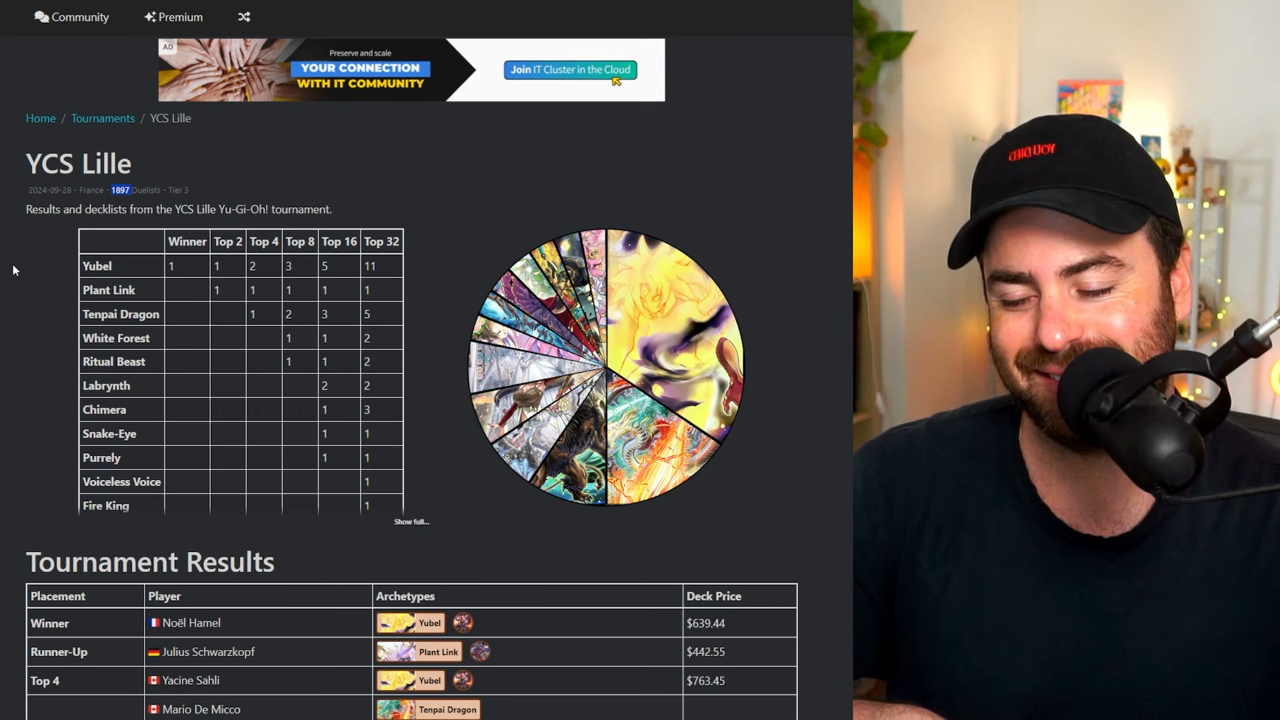 Community Premium
AD
Preserve and scale
YOUR CONNECTION
WITH IT COMMUNITY
Join IT Cluster in the Cloud
Home / Tournaments / YCS Lille
YCS Lille
2024-09-28 - France - 1897 Duelists - Tier 3
Results and decklists from the YCS Lille Yu-Gi-Oh! tournament.
Winner Top 2 Top 4 Top 8 Top 16 Top 32
Yubel 1 1 2 3 5 11
Plant Link 1 1 1 1 1
Tenpai Dragon 1 2 3 5
White Forest 1 1 2
Ritual Beast 1 1 2
Labrynth 2 2
Chimera 1 3
Snake-Eye 1 1
Purrely 1 1
Voiceless Voice 1
Fire King 1
Show full...
Tournament Results
Placement Player Archetypes Deck Price
Winner Noël Hamel Yubel $639.44
Runner-Up Julius Schwarzkopf Plant Link $442.55
Top 4 Yacine Sahli Yubel $763.45
Mario De Micco Tenpai Dragon
YOU DIED